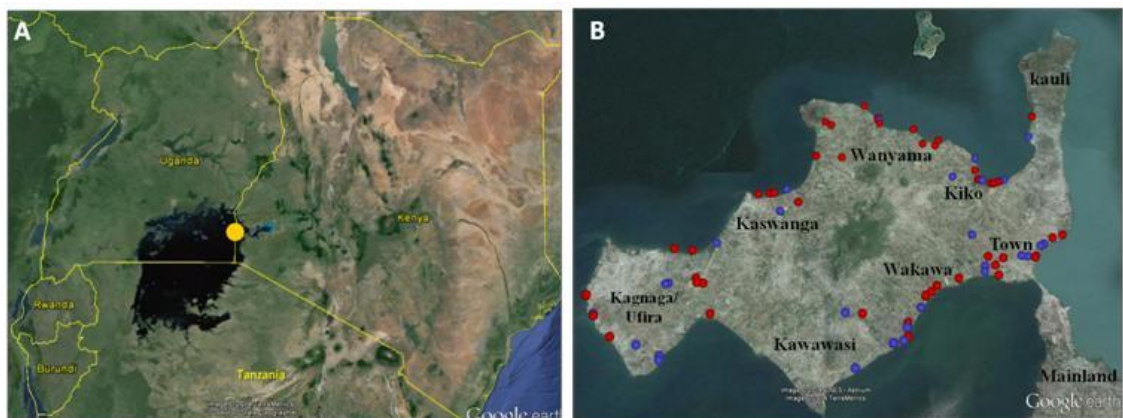 A
Uganda
Kenya
Rwanda
Burundi
Tanzania
Google earth
B
kauli
Wanyama
Kiko
Kaswanga
Town
Wakawa
Kagnaga/
Ufira
Kawawasi
Mainland
Google earth